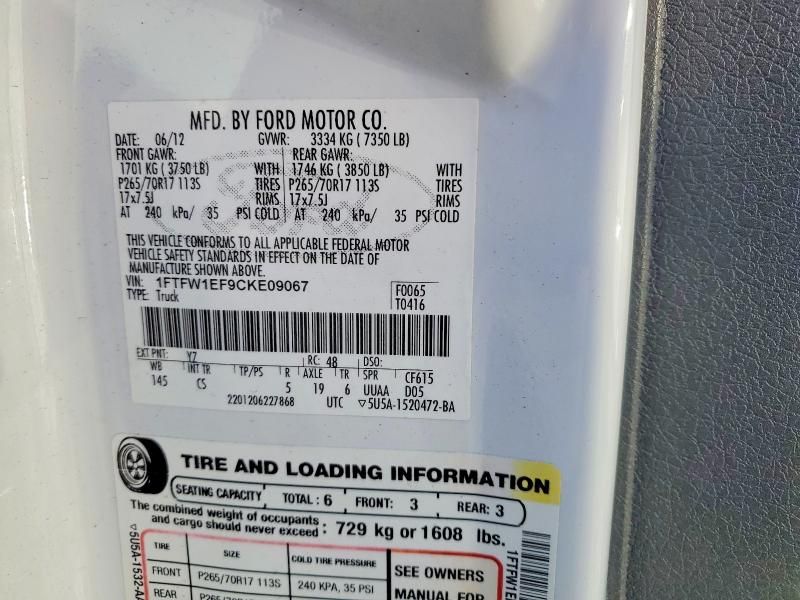 MFD. BY FORD MOTOR CO.
DATE: 06/12 GVWR: 3334 KG ( 7350 LB)
FRONT GAWR: REAR GAWR:
1701 KG ( 3750 LB) WITH 1746 KG ( 3850 LB) WITH
P265/70R17 113S TIRES P265/70R17 113S TIRES
17x7.5J RIMS 17x7.5J RIMS
AT 240 kPa/ 35 PSI COLD AT 240 kPa/ 35 PSI COLD
THIS VEHICLE CONFORMS TO ALL APPLICABLE FEDERAL MOTOR
VEHICLE SAFETY STANDARDS IN EFFECT ON THE DATE OF
MANUFACTURE SHOWN ABOVE.
VIN: 1FTFW1EF9CKE09067 F0065
TYPE: Truck T0416
EXT PNT: Y7 RC: 48 DSO:
WB INT TR TP/PS R AXLE TR SPR CF615
145 CS 5 19 6 UUAA D05
2201206227868 UTC ▽5U5A-1520472-BA
TIRE AND LOADING INFORMATION
SEATING CAPACITY TOTAL: 6 FRONT: 3 REAR: 3
The combined weight of occupants
and cargo should never exceed: 729 kg or 1608 lbs.
TIRE SIZE COLD TIRE PRESSURE SEE OWNERS
FRONT P265/70R17 113S 240 KPA, 35 PSI MANUAL FOR
REAR
▽5U5A-1532-A
1FTFW1E